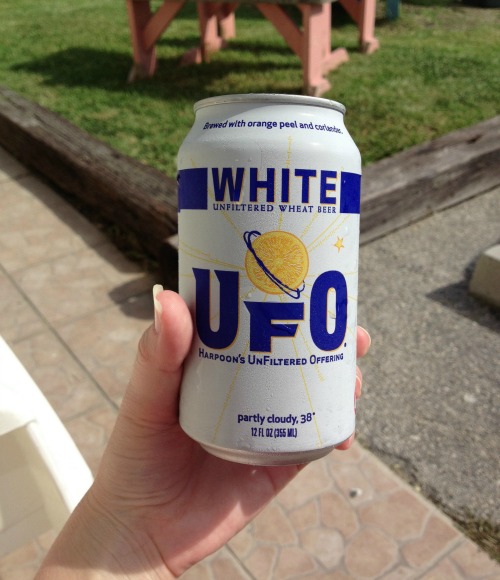 Brewed with orange peel and coriander.
WHITE
UNFILTERED WHEAT BEER
UFO.
HARPOON'S UNFILTERED OFFERING
partly cloudy, 38°
12 FL OZ (355 ML)